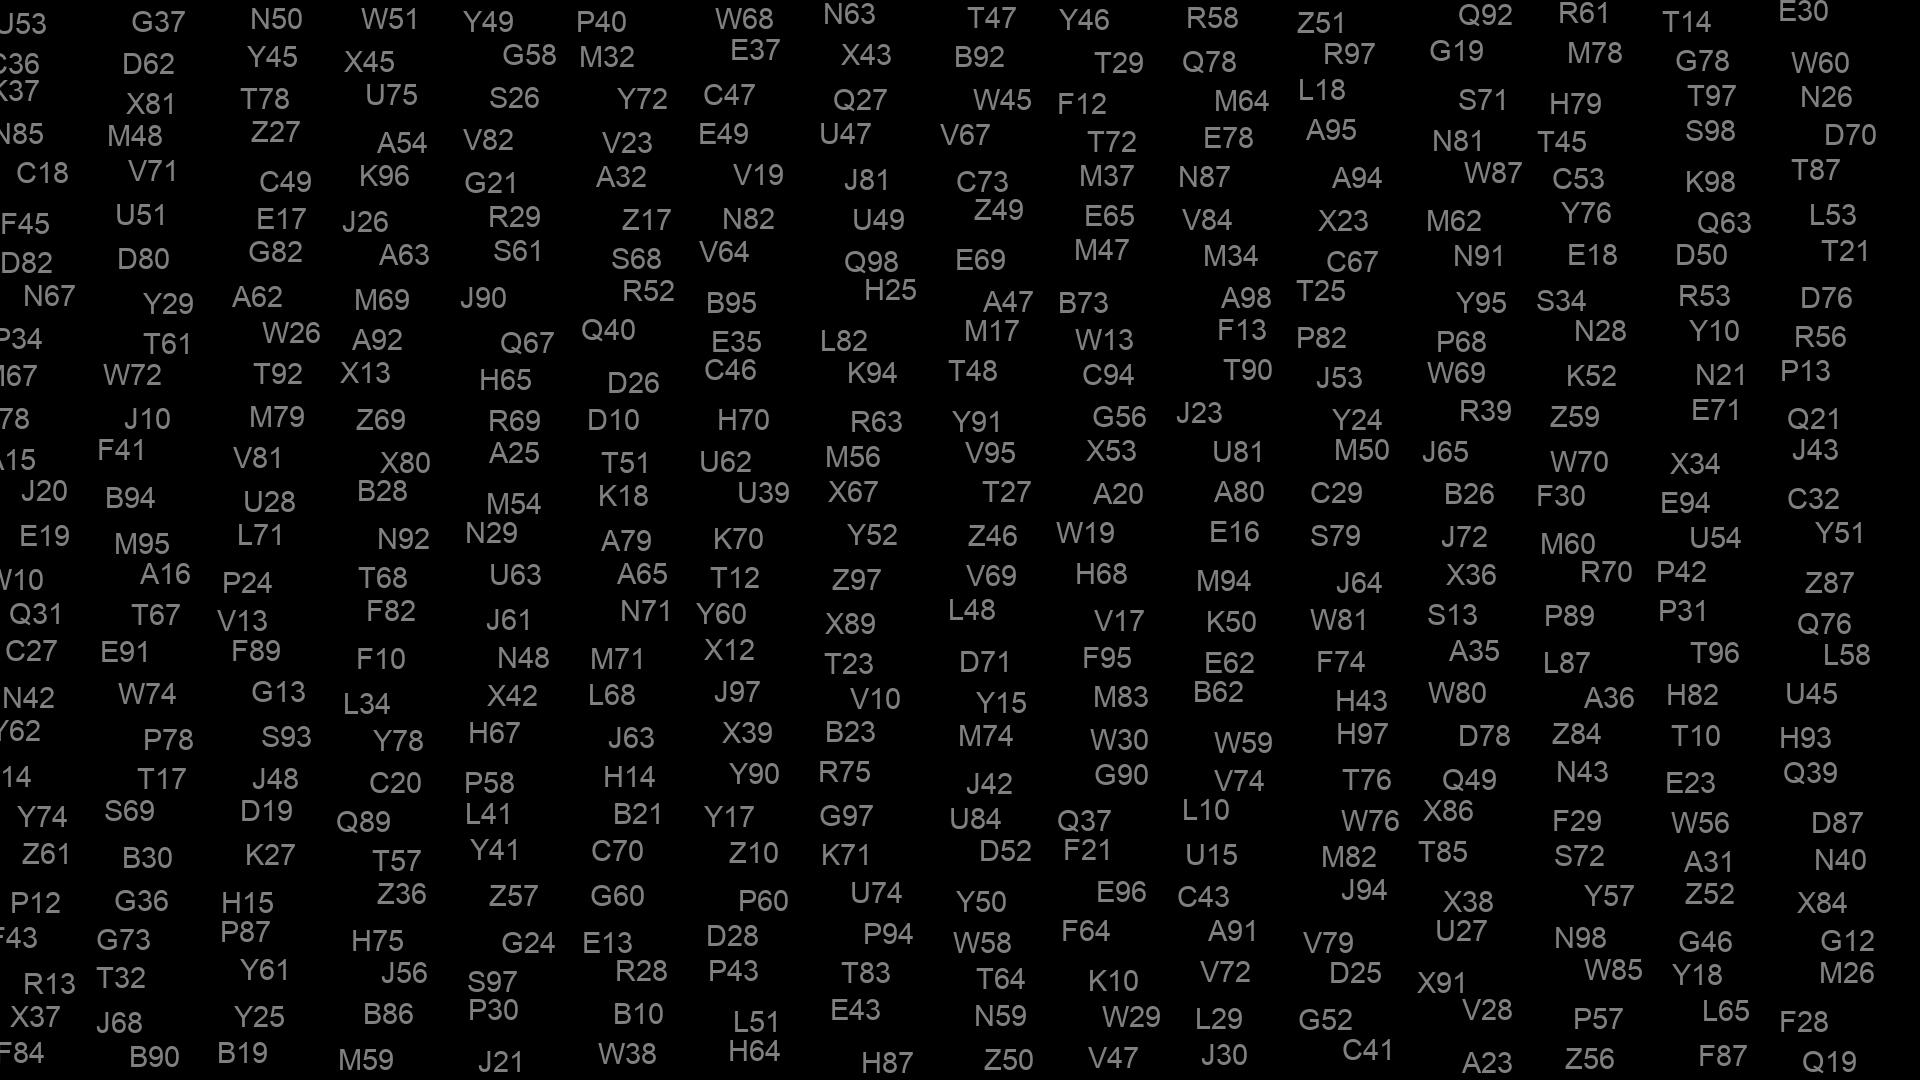 U53 G37 N50 W51 Y49 P40 W68 N63 T47 Y46 R58 Z51 Q92 R61 T14 E30
C36 D62 Y45 X45 G58 M32 E37 X43 B92 T29 Q78 R97 G19 M78 G78 W60
K37 X81 T78 U75 S26 Y72 C47 Q27 W45 F12 M64 L18 S71 H79 T97 N26
N85 M48 Z27 A54 V82 V23 E49 U47 V67 T72 E78 A95 N81 T45 S98 D70
C18 V71 C49 K96 G21 A32 V19 J81 C73 M37 N87 A94 W87 C53 K98 T87
F45 U51 E17 J26 R29 Z17 N82 U49 Z49 E65 V84 X23 M62 Y76 Q63 L53
D82 D80 G82 A63 S61 S68 V64 Q98 E69 M47 M34 C67 N91 E18 D50 T21
N67 Y29 A62 M69 J90 R52 B95 H25 A47 B73 A98 T25 Y95 S34 R53 D76
P34 T61 W26 A92 Q67 Q40 E35 L82 M17 W13 F13 P82 P68 N28 Y10 R56
M67 W72 T92 X13 H65 D26 C46 K94 T48 C94 T90 J53 W69 K52 N21 P13
78 J10 M79 Z69 R69 D10 H70 R63 Y91 G56 J23 Y24 R39 Z59 E71 Q21
A15 F41 V81 X80 A25 T51 U62 M56 V95 X53 U81 M50 J65 W70 X34 J43
J20 B94 U28 B28 M54 K18 U39 X67 T27 A20 A80 C29 B26 F30 E94 C32
E19 M95 L71 N92 N29 A79 K70 Y52 Z46 W19 E16 S79 J72 M60 U54 Y51
W10 A16 P24 T68 U63 A65 T12 Z97 V69 H68 M94 J64 X36 R70 P42 Z87
Q31 T67 V13 F82 J61 N71 Y60 X89 L48 V17 K50 W81 S13 P89 P31 Q76
C27 E91 F89 F10 N48 M71 X12 T23 D71 F95 E62 F74 A35 L87 T96 L58
N42 W74 G13 L34 X42 L68 J97 V10 Y15 M83 B62 H43 W80 A36 H82 U45
Y62 P78 S93 Y78 H67 J63 X39 B23 M74 W30 W59 H97 D78 Z84 T10 H93
14 T17 J48 C20 P58 H14 Y90 R75 J42 G90 V74 T76 Q49 N43 E23 Q39
Y74 S69 D19 Q89 L41 B21 Y17 G97 U84 Q37 L10 W76 X86 F29 W56 D87
Z61 B30 K27 T57 Y41 C70 Z10 K71 D52 F21 U15 M82 T85 S72 A31 N40
P12 G36 H15 Z36 Z57 G60 P60 U74 Y50 E96 C43 J94 X38 Y57 Z52 X84
F43 G73 P87 H75 G24 E13 D28 P94 W58 F64 A91 V79 U27 N98 G46 G12
R13 T32 Y61 J56 S97 R28 P43 T83 T64 K10 V72 D25 X91 W85 Y18 M26
X37 J68 Y25 B86 P30 B10 L51 E43 N59 W29 L29 G52 V28 P57 L65 F28
F84 B90 B19 M59 J21 W38 H64 H87 Z50 V47 J30 C41 A23 Z56 F87 Q19